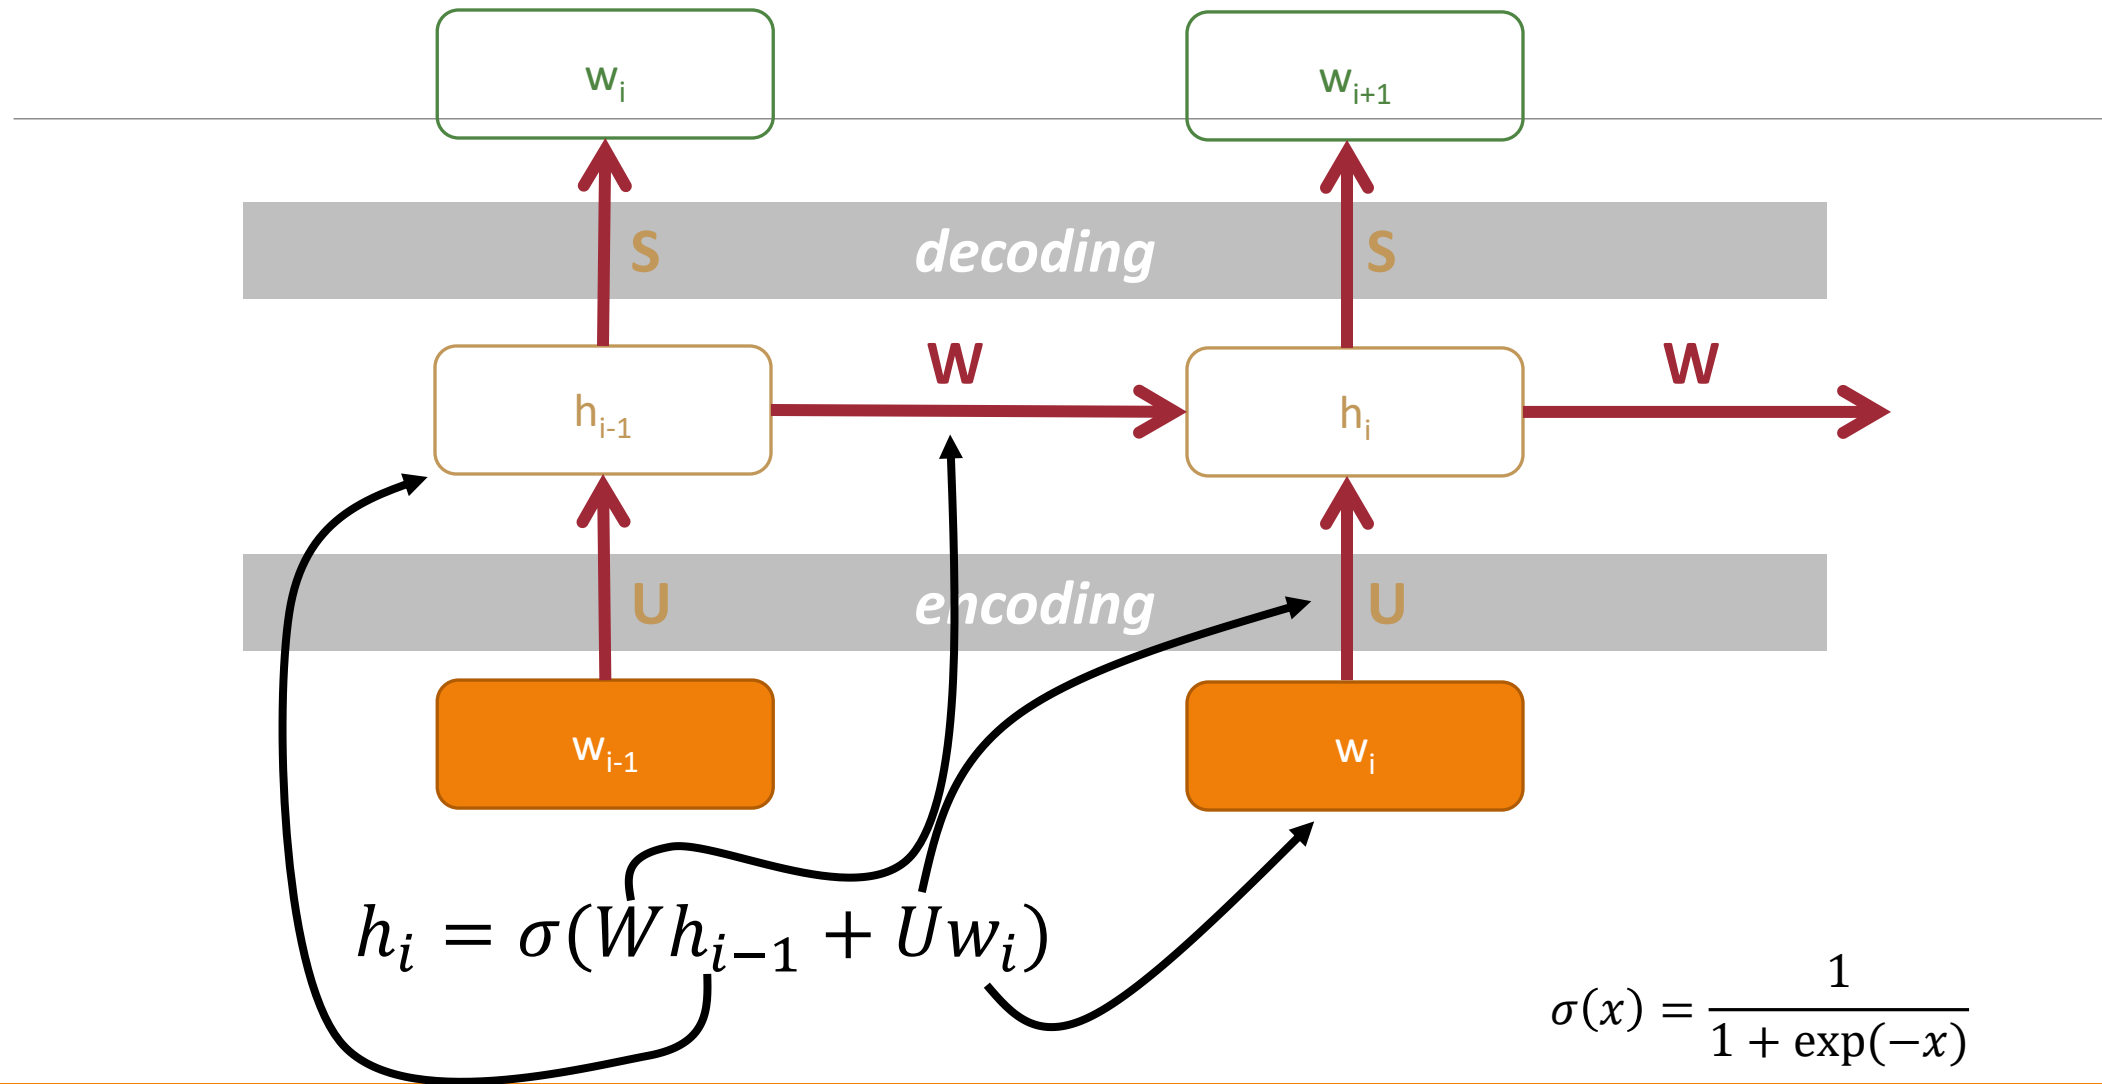 wᵢ wᵢ₊₁
S decoding S
W W
hᵢ₋₁ hᵢ
U encoding U
wᵢ₋₁ wᵢ
hᵢ = σ(Whᵢ₋₁ + Uwᵢ)
σ(x) = 1 / (1 + exp(−x))